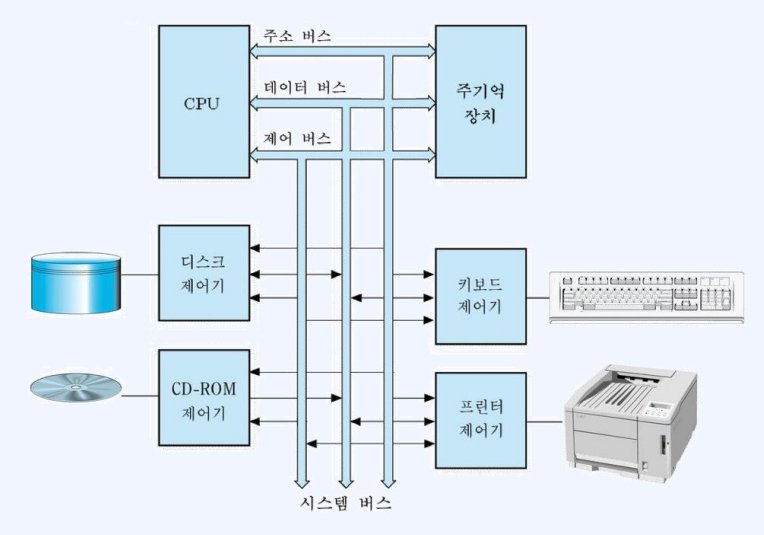 주소 버스
데이터 버스
제어 버스
CPU
주기억
장치
디스크
제어기
키보드
제어기
CD-ROM
제어기
프린터
제어기
시스템 버스